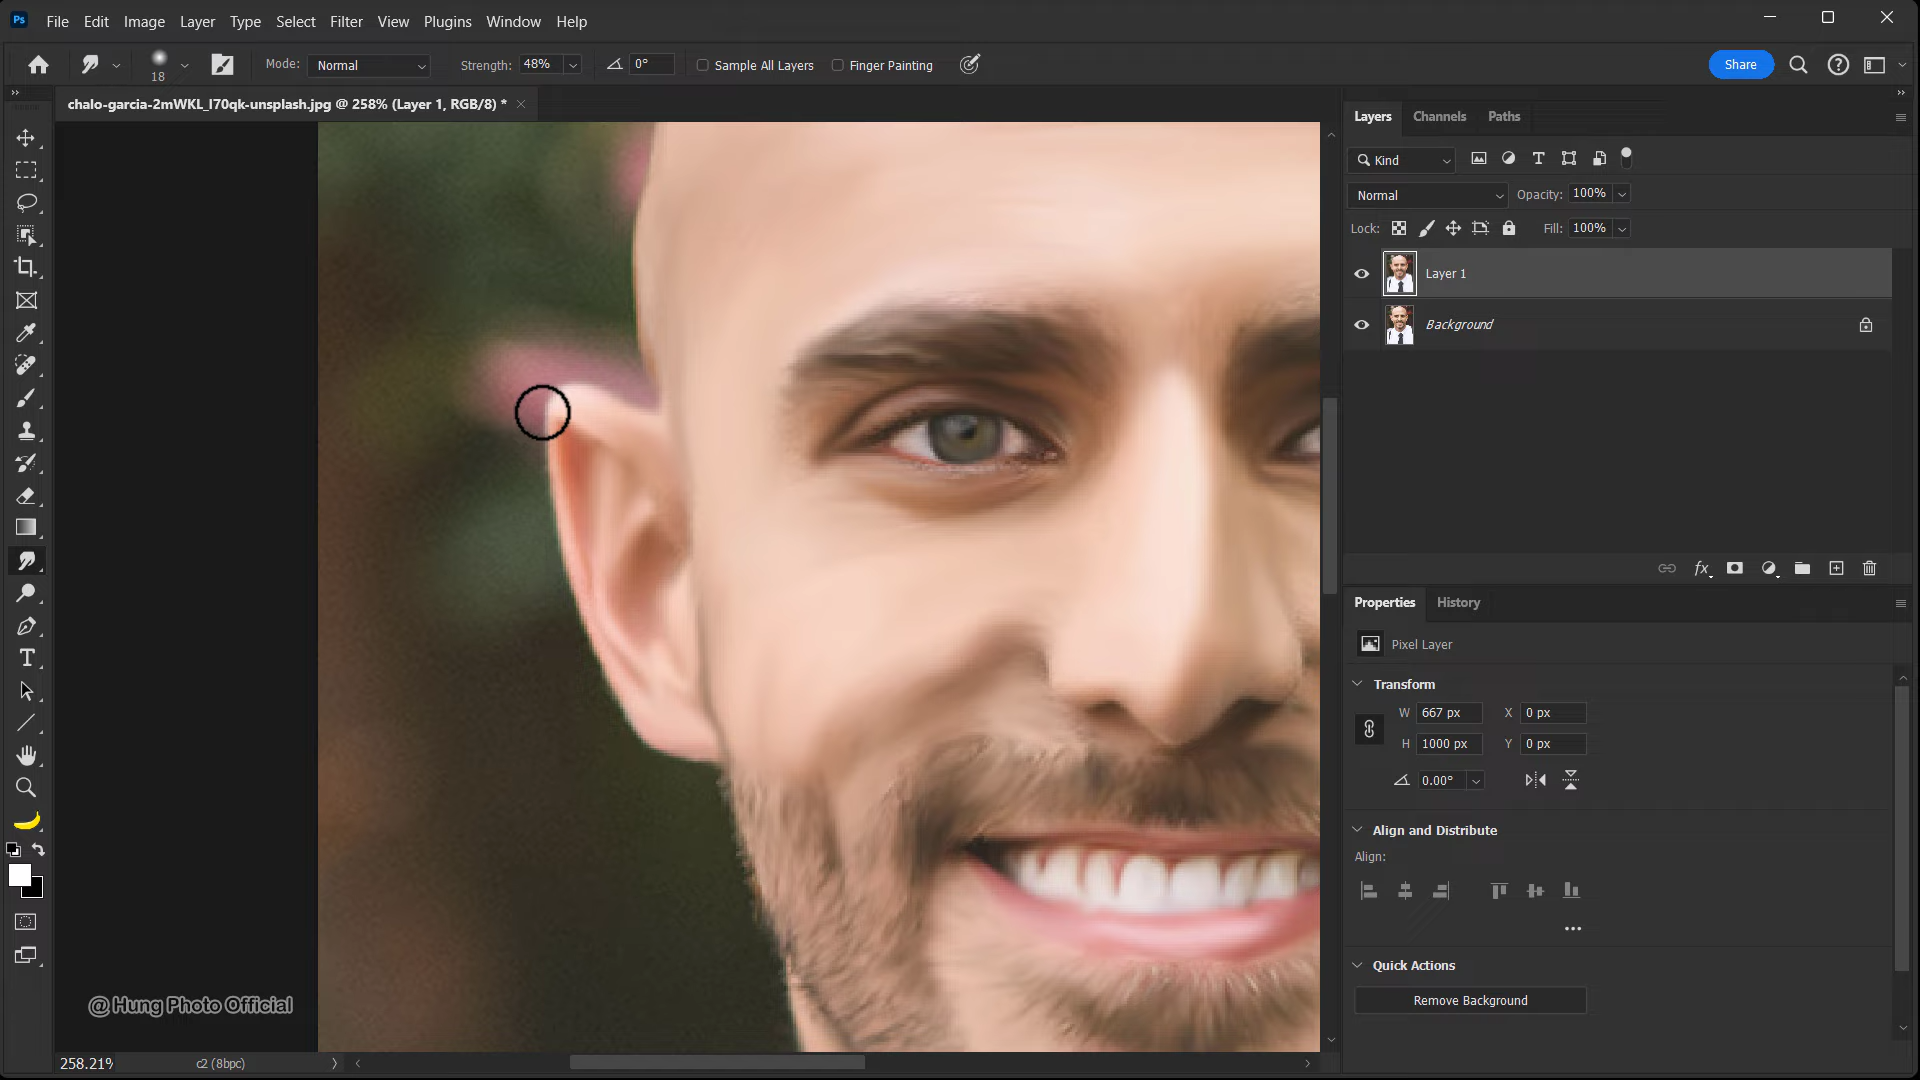 Ps File Edit Image Layer Type Select Filter View Plugins Window Help
18 Mode: Normal Strength: 48% 0° Sample All Layers Finger Painting Share
chalo-garcia-2mWKL_I70qk-unsplash.jpg @ 258% (Layer 1, RGB/8) *
Layers Channels Paths
Kind
Normal Opacity: 100%
Lock: Fill: 100%
Layer 1
Background
fx
Properties History
Pixel Layer
Transform
W 667 px X 0 px
H 1000 px Y 0 px
0.00°
Align and Distribute
Align:
Quick Actions
Remove Background
@ Hung Photo Official
258.21% c2 (8bpc)